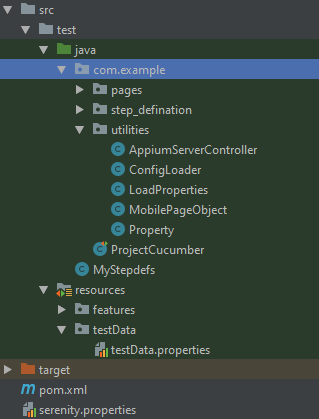 src
test
java
com.example
pages
step_defination
utilities
AppiumServerController
ConfigLoader
LoadProperties
MobilePageObject
Property
ProjectCucumber
MyStepdefs
resources
features
testData
testData.properties
target
pom.xml
serenity.properties